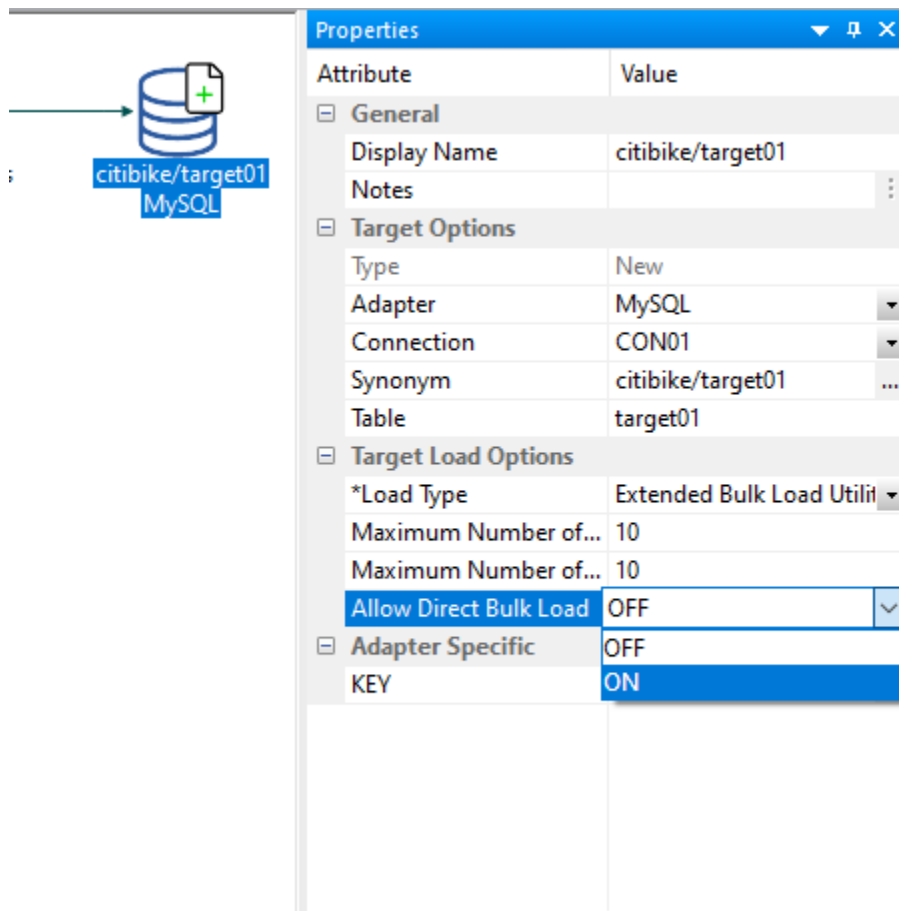 Properties
Attribute Value
General
Display Name citibike/target01
Notes
Target Options
Type New
Adapter MySQL
Connection CON01
Synonym citibike/target01 ...
Table target01
Target Load Options
*Load Type Extended Bulk Load Utilit
Maximum Number of... 10
Maximum Number of... 10
Allow Direct Bulk Load OFF
OFF
ON
Adapter Specific
KEY
s
citibike/target01
MySQL